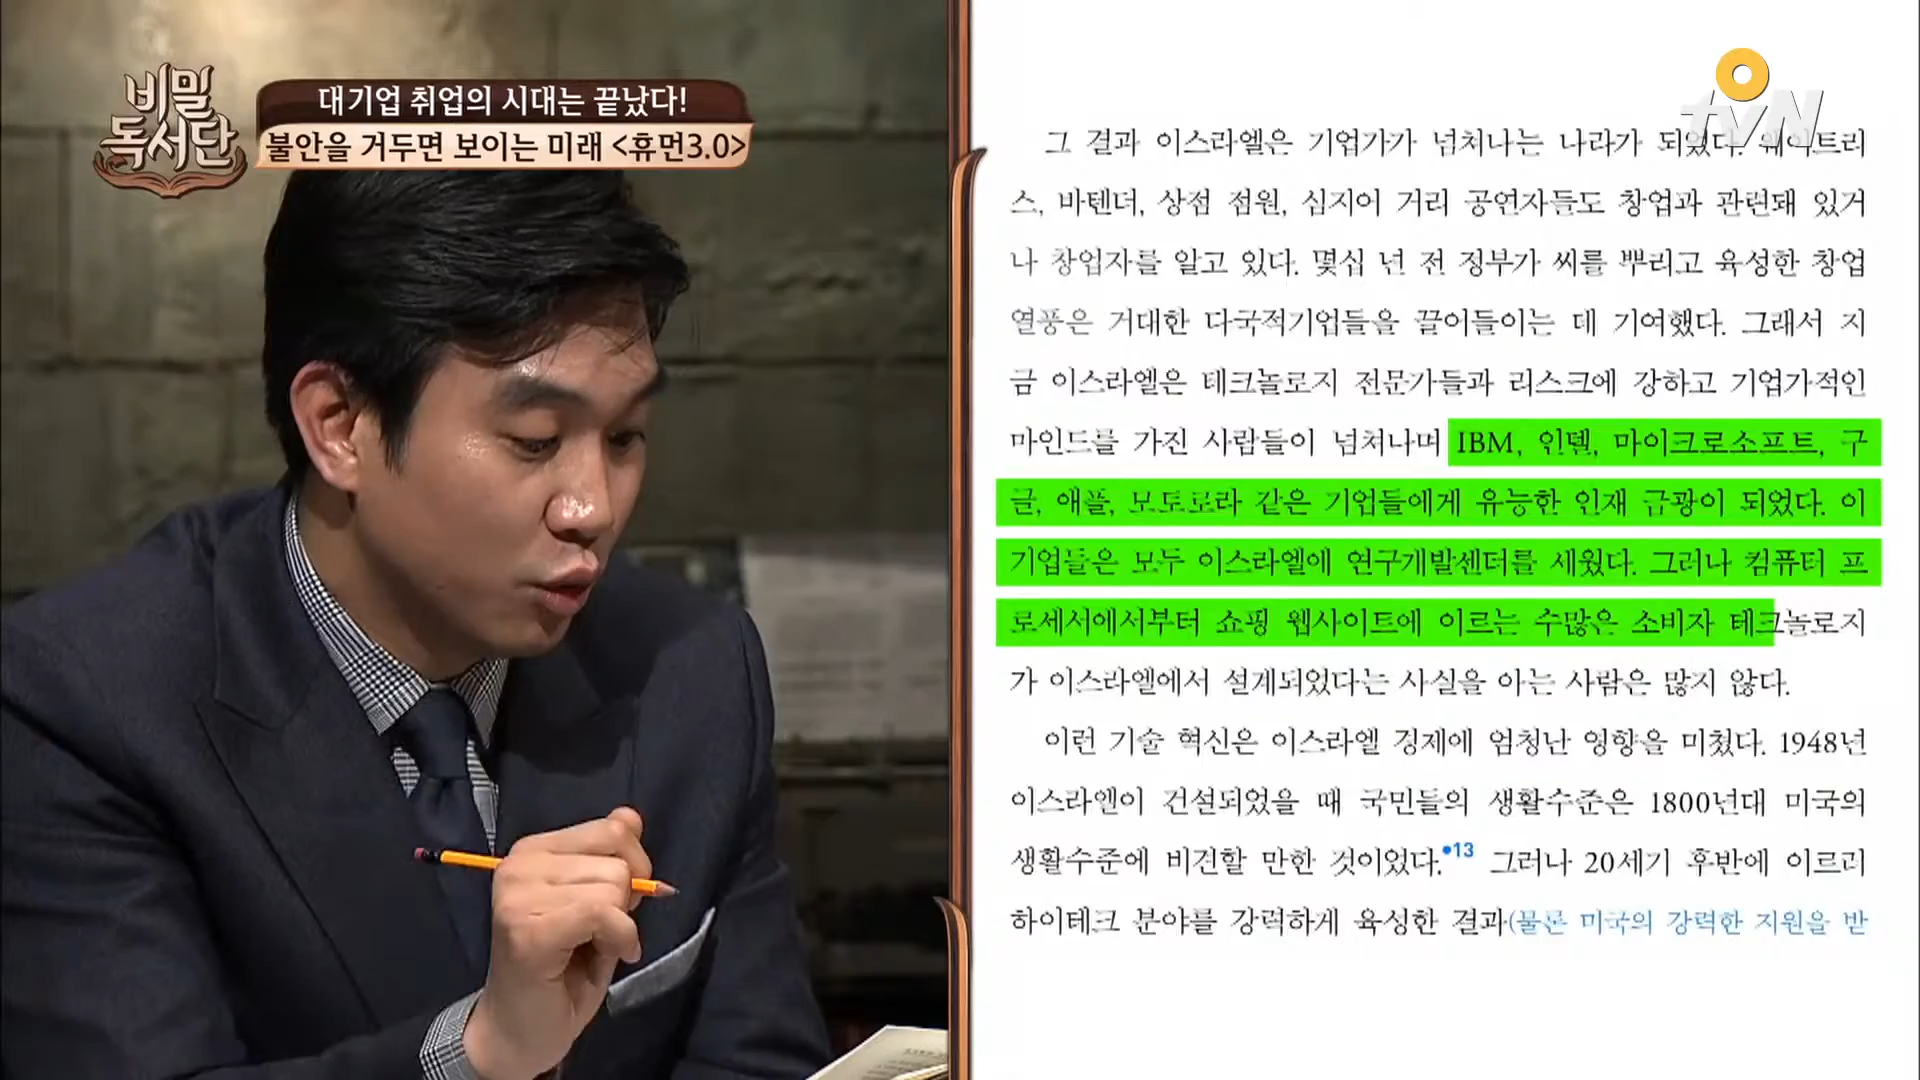 비밀
독서단
대기업 취업의 시대는 끝났다!
불안을 거두면 보이는 미래 <휴먼3.0>
tvN
그 결과 이스라엘은 기업가가 넘쳐나는 나라가 되었다. 웨이트리
스, 바텐더, 상점 점원, 심지어 거리 공연자들도 창업과 관련돼 있거
나 창업자를 알고 있다. 몇십 년 전 정부가 씨를 뿌리고 육성한 창업
열풍은 거대한 다국적기업들을 끌어들이는 데 기여했다. 그래서 지
금 이스라엘은 테크놀로지 전문가들과 리스크에 강하고 기업가적인
마인드를 가진 사람들이 넘쳐나며 IBM, 인텔, 마이크로소프트, 구
글, 애플, 모토로라 같은 기업들에게 유능한 인재 금광이 되었다. 이
기업들은 모두 이스라엘에 연구개발센터를 세웠다. 그러나 컴퓨터 프
로세서에서부터 쇼핑 웹사이트에 이르는 수많은 소비자 테크놀로지
가 이스라엘에서 설계되었다는 사실을 아는 사람은 많지 않다.
이런 기술 혁신은 이스라엘 경제에 엄청난 영향을 미쳤다. 1948년
이스라엘이 건설되었을 때 국민들의 생활수준은 1800년대 미국의
생활수준에 비견할 만한 것이었다.•13 그러나 20세기 후반에 이르러
하이테크 분야를 강력하게 육성한 결과(물론 미국의 강력한 지원을 받